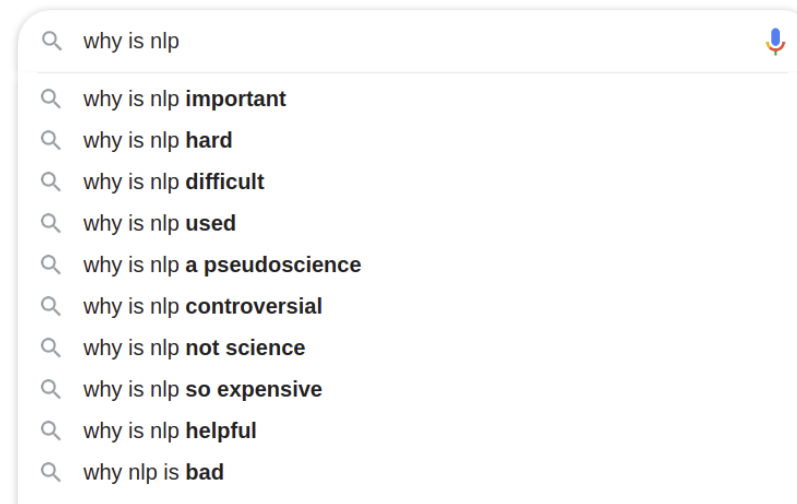 why is nlp
why is nlp important
why is nlp hard
why is nlp difficult
why is nlp used
why is nlp a pseudoscience
why is nlp controversial
why is nlp not science
why is nlp so expensive
why is nlp helpful
why nlp is bad